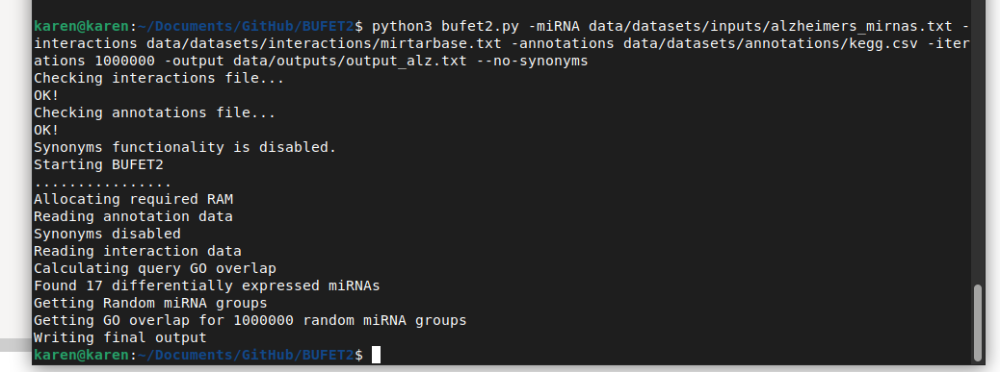 karen@karen:~/Documents/GitHub/BUFET2$ python3 bufet2.py -miRNA data/datasets/inputs/alzheimers_mirnas.txt -
interactions data/datasets/interactions/mirtarbase.txt -annotations data/datasets/annotations/kegg.csv -iter
ations 1000000 -output data/outputs/output_alz.txt --no-synonyms
Checking interactions file...
OK!
Checking annotations file...
OK!
Synonyms functionality is disabled.
Starting BUFET2
................
Allocating required RAM
Reading annotation data
Synonyms disabled
Reading interaction data
Calculating query GO overlap
Found 17 differentially expressed miRNAs
Getting Random miRNA groups
Getting GO overlap for 1000000 random miRNA groups
Writing final output
karen@karen:~/Documents/GitHub/BUFET2$